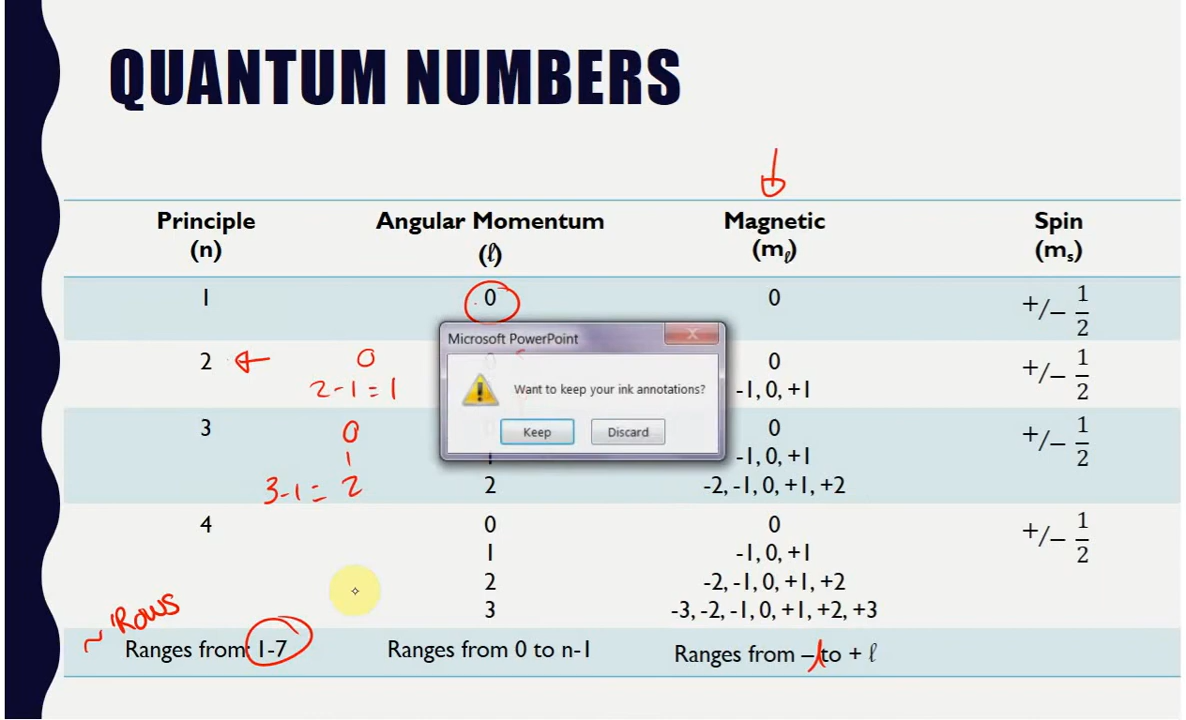 QUANTUM NUMBERS
Principle Angular Momentum Magnetic Spin
(n) (ℓ) (mℓ) (ms)
1 0 0 +/− 1/2
2 0 0 +/− 1/2
2-1=1 -1, 0, +1
3 0 0 +/− 1/2
1 1 -1, 0, +1
3-1=2 2 -2, -1, 0, +1, +2
4 0 0 +/− 1/2
1 -1, 0, +1
2 -2, -1, 0, +1, +2
3 -3, -2, -1, 0, +1, +2, +3
~ Rows
Ranges from: 1-7 Ranges from 0 to n-1 Ranges from –l to + ℓ
Microsoft PowerPoint
Want to keep your ink annotations?
Keep Discard